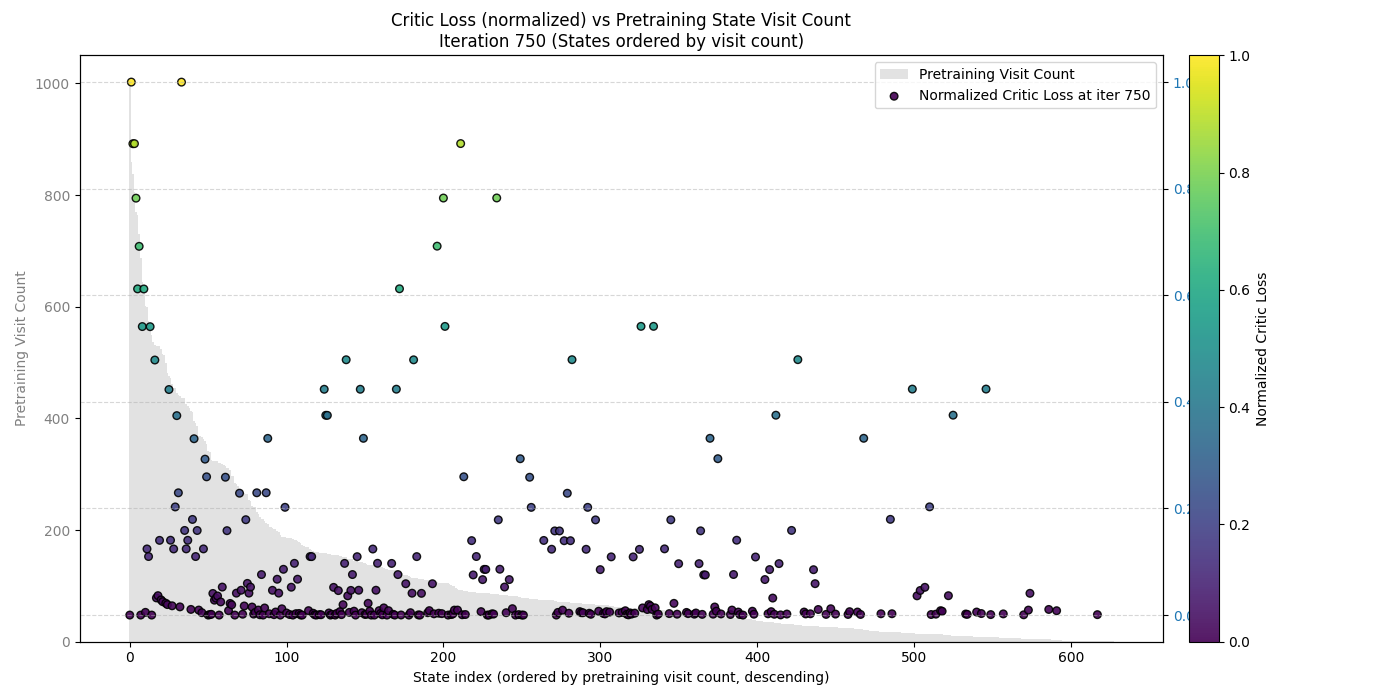 Critic Loss (normalized) vs Pretraining State Visit Count
Iteration 750 (States ordered by visit count)
Pretraining Visit Count
Normalized Critic Loss at iter 750
1000
800
600
400
200
0
Pretraining Visit Count
0 100 200 300 400 500 600
State index (ordered by pretraining visit count, descending)
1.0
0.8
0.6
0.4
0.2
0.0
Normalized Critic Loss